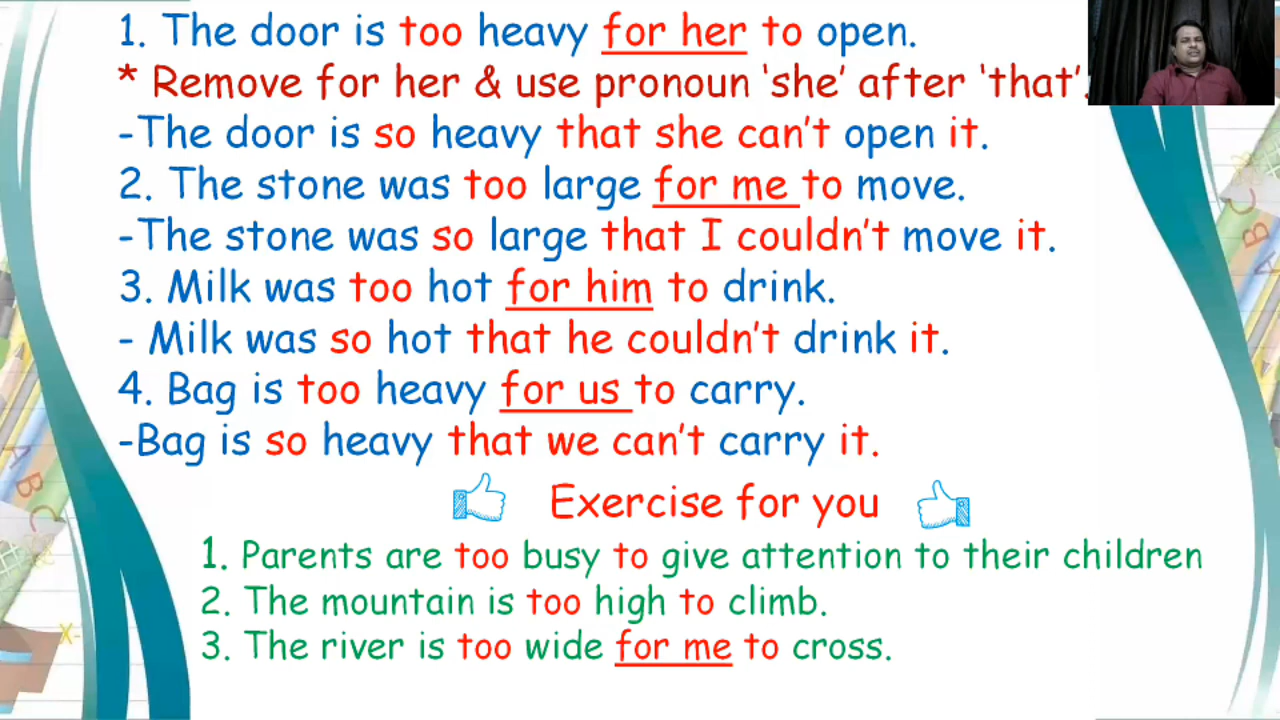 1. The door is too heavy for her to open.
* Remove for her & use pronoun ‘she’ after ‘that’.
-The door is so heavy that she can’t open it.
2. The stone was too large for me to move.
-The stone was so large that I couldn’t move it.
3. Milk was too hot for him to drink.
- Milk was so hot that he couldn’t drink it.
4. Bag is too heavy for us to carry.
-Bag is so heavy that we can’t carry it.
Exercise for you
1. Parents are too busy to give attention to their children
2. The mountain is too high to climb.
3. The river is too wide for me to cross.